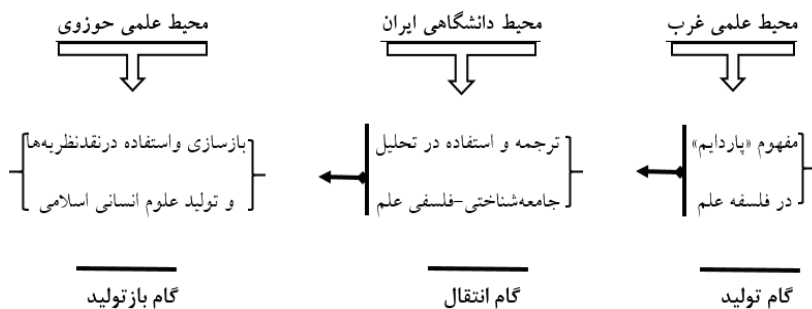 محیط علمی غرب
محیط دانشگاهی ایران
محیط علمی حوزوی
مفهوم «پاردایم»
در فلسفه علم
ترجمه و استفاده در تحلیل
جامعه‌شناختی-فلسفی علم
بازسازی واستفاده درنقدنظریه‌ها
و تولید علوم انسانی اسلامی
گام تولید
گام انتقال
گام بازتولید